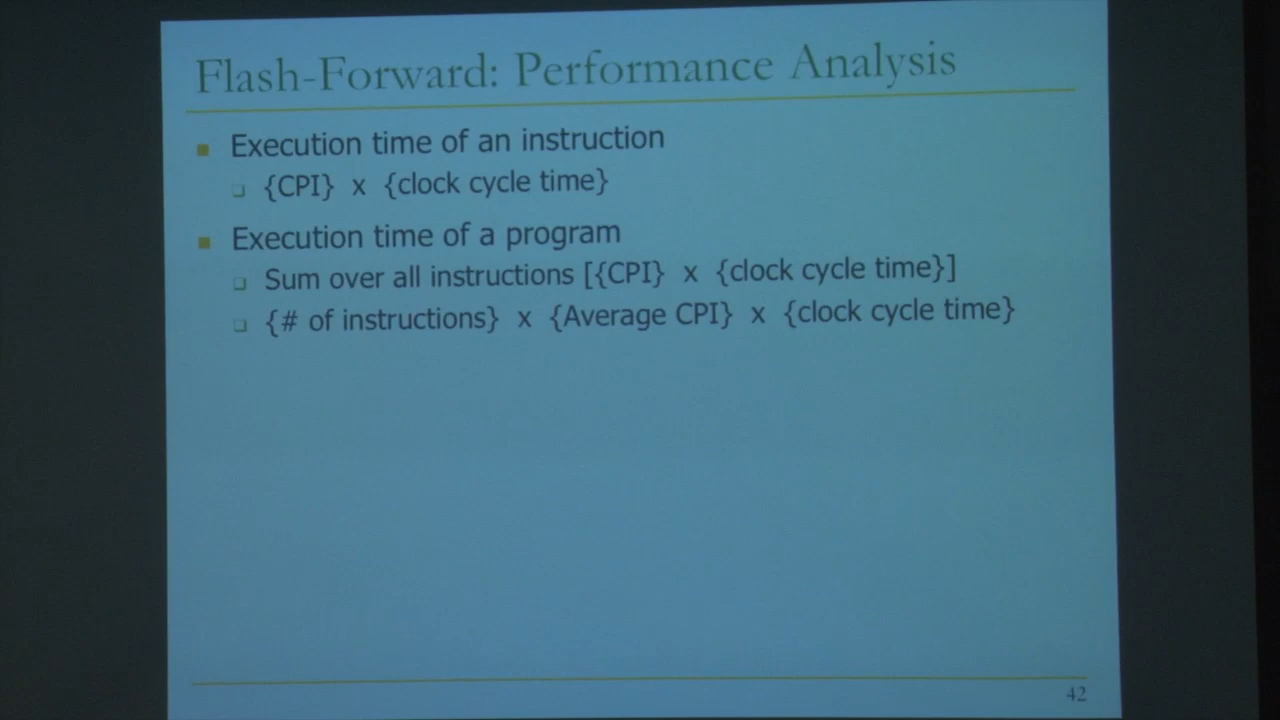 Flash-Forward: Performance Analysis
Execution time of an instruction
{CPI} x {clock cycle time}
Execution time of a program
Sum over all instructions [{CPI} x {clock cycle time}]
{# of instructions} x {Average CPI} x {clock cycle time}
42